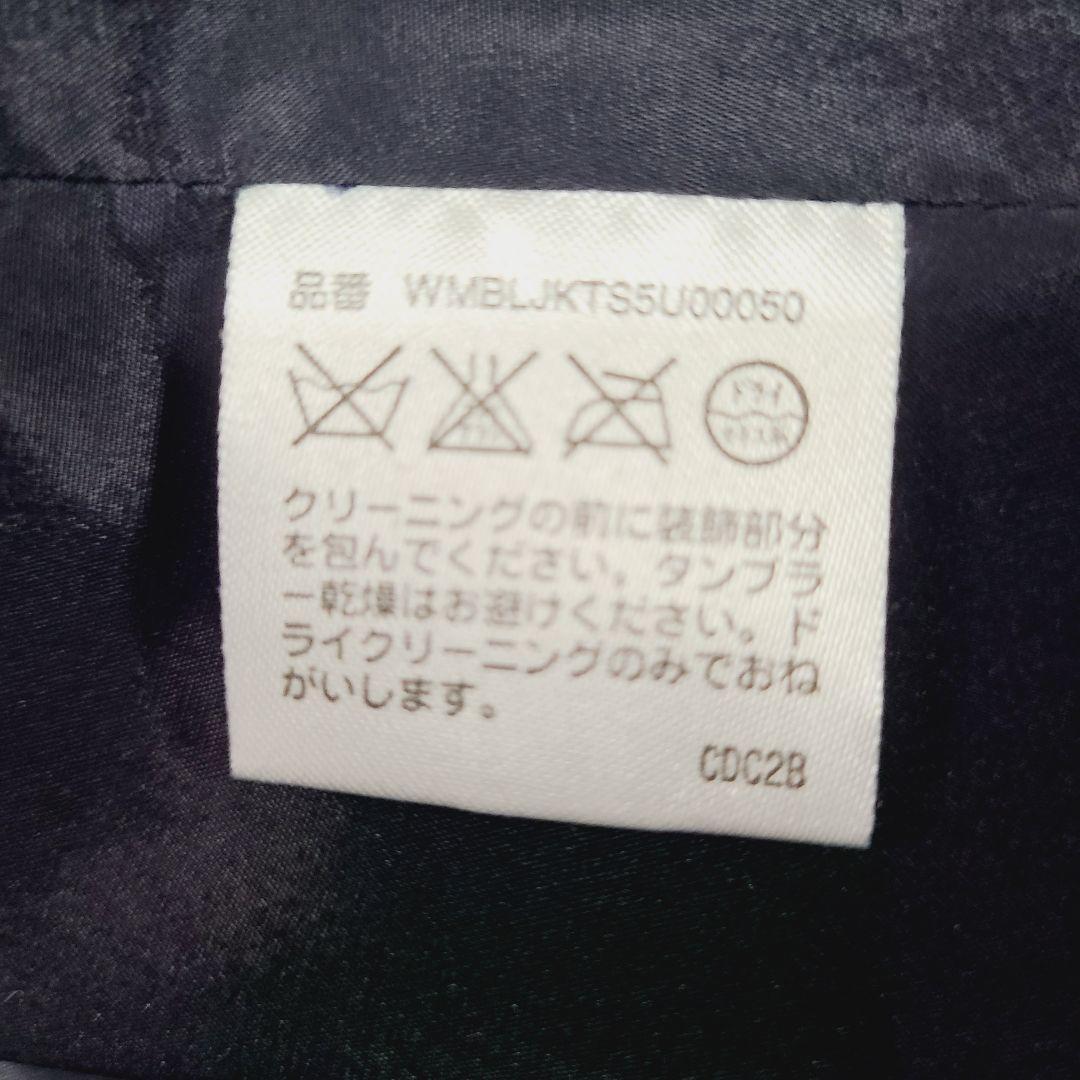 品番 WMBLJKTS5U00050
ドライ
クリーニングの前に装飾部分
を包んでください。タンブラ
ー乾燥はお避けください。ド
ライクリーニングのみでおね
がいします。
CDC2B